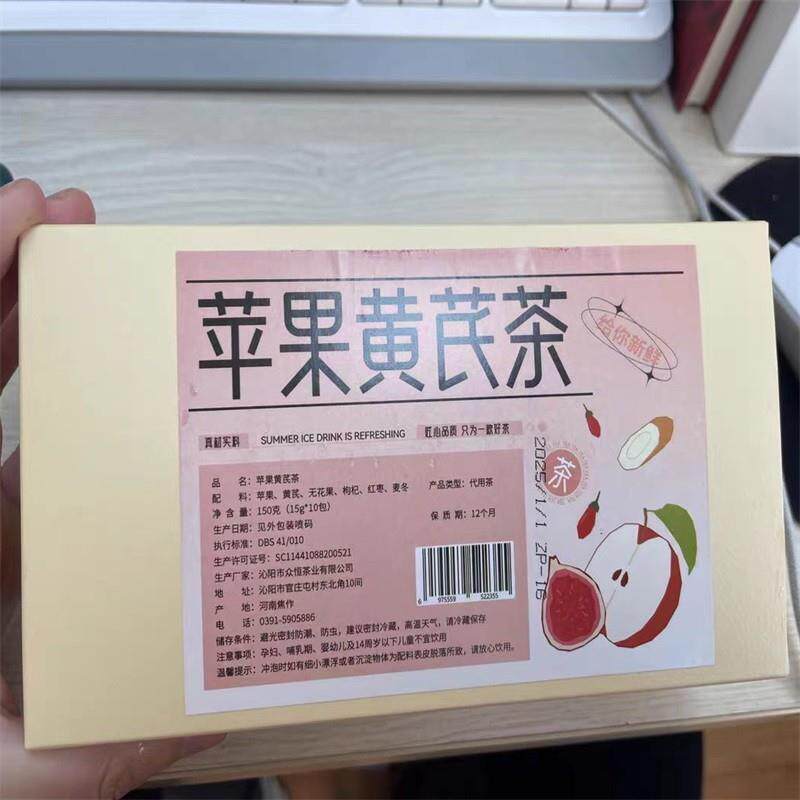 苹果黄芪茶
给你新鲜
真材实料 SUMMER ICE DRINK IS REFRESHING 匠心品质 只为一款好茶
品 名：苹果黄芪茶
配 料：苹果、黄芪、无花果、枸杞、红枣、麦冬 产品类型：代用茶
净 含 量：150克（15g*10包） 保 质 期：12个月
生产日期：见外包装喷码
执行标准：DBS 41/010
生产许可证号：SC11441088200521
生产厂家：沁阳市众恒茶业有限公司
地 址：沁阳市官庄屯村东北角10间
产 地：河南焦作
电 话：0391-5905886
储存条件：避光密封防潮、防虫，建议密封冷藏，高温天气，请冷藏保存
注意事项：孕妇、哺乳期、婴幼儿及14周岁以下儿童不宜饮用
温馨提示：冲泡时如有细小漂浮或者沉淀物体为配料表皮脱落所致，请放心饮用。
6 975559 522355
茶
2025/1/1 ZP-16